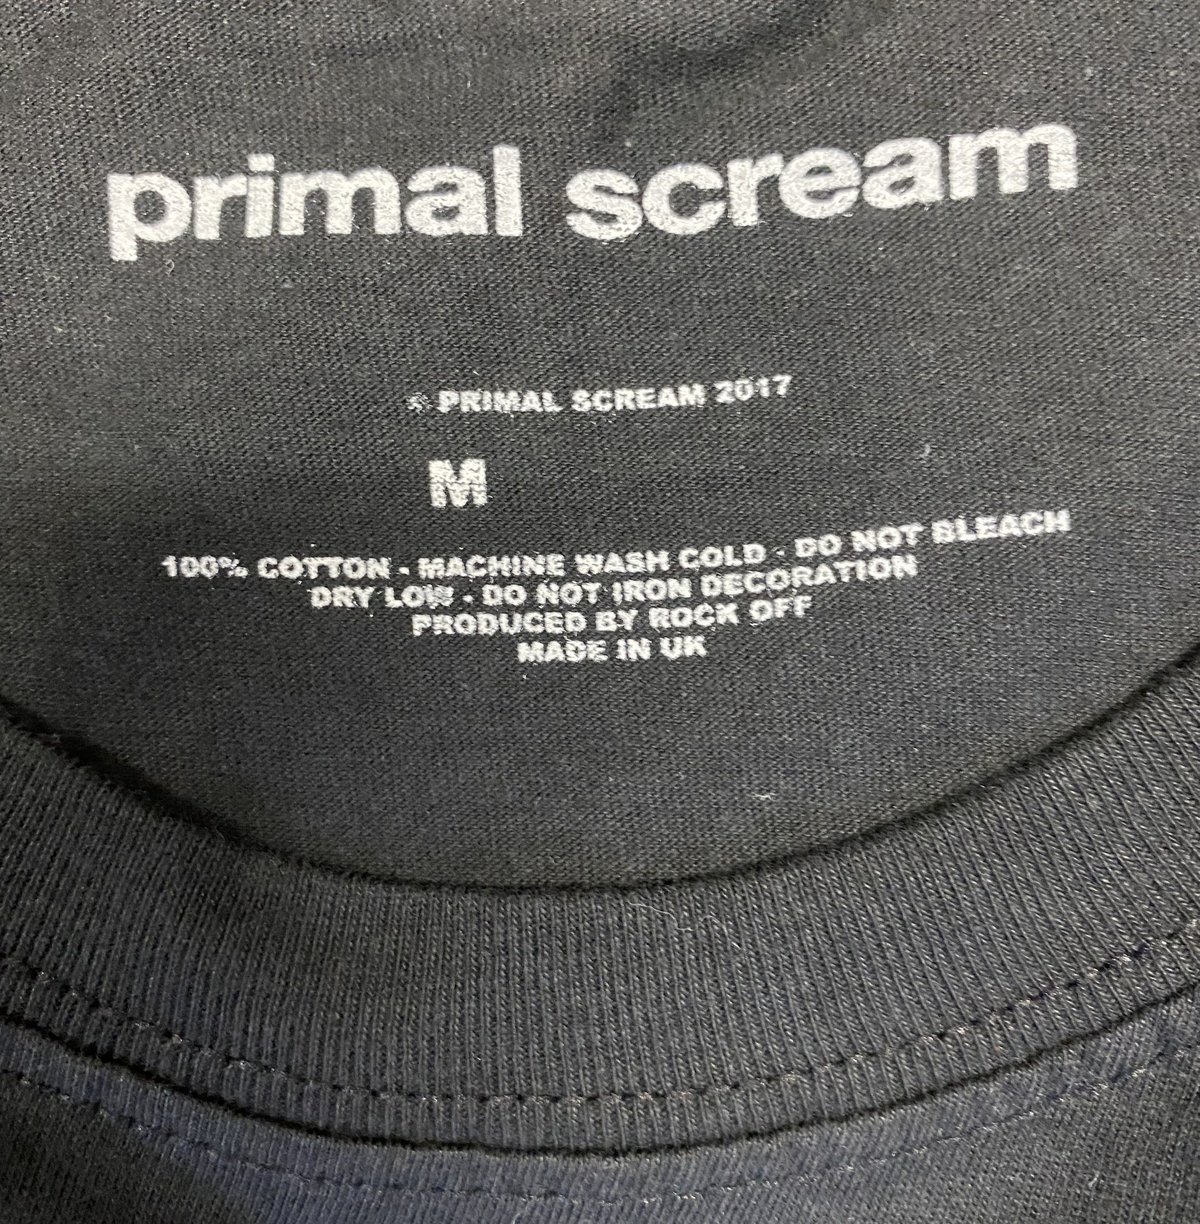 primal scream
© PRIMAL SCREAM 2017
M
100% COTTON - MACHINE WASH COLD - DO NOT BLEACH
DRY LOW - DO NOT IRON DECORATION
PRODUCED BY ROCK OFF
MADE IN UK